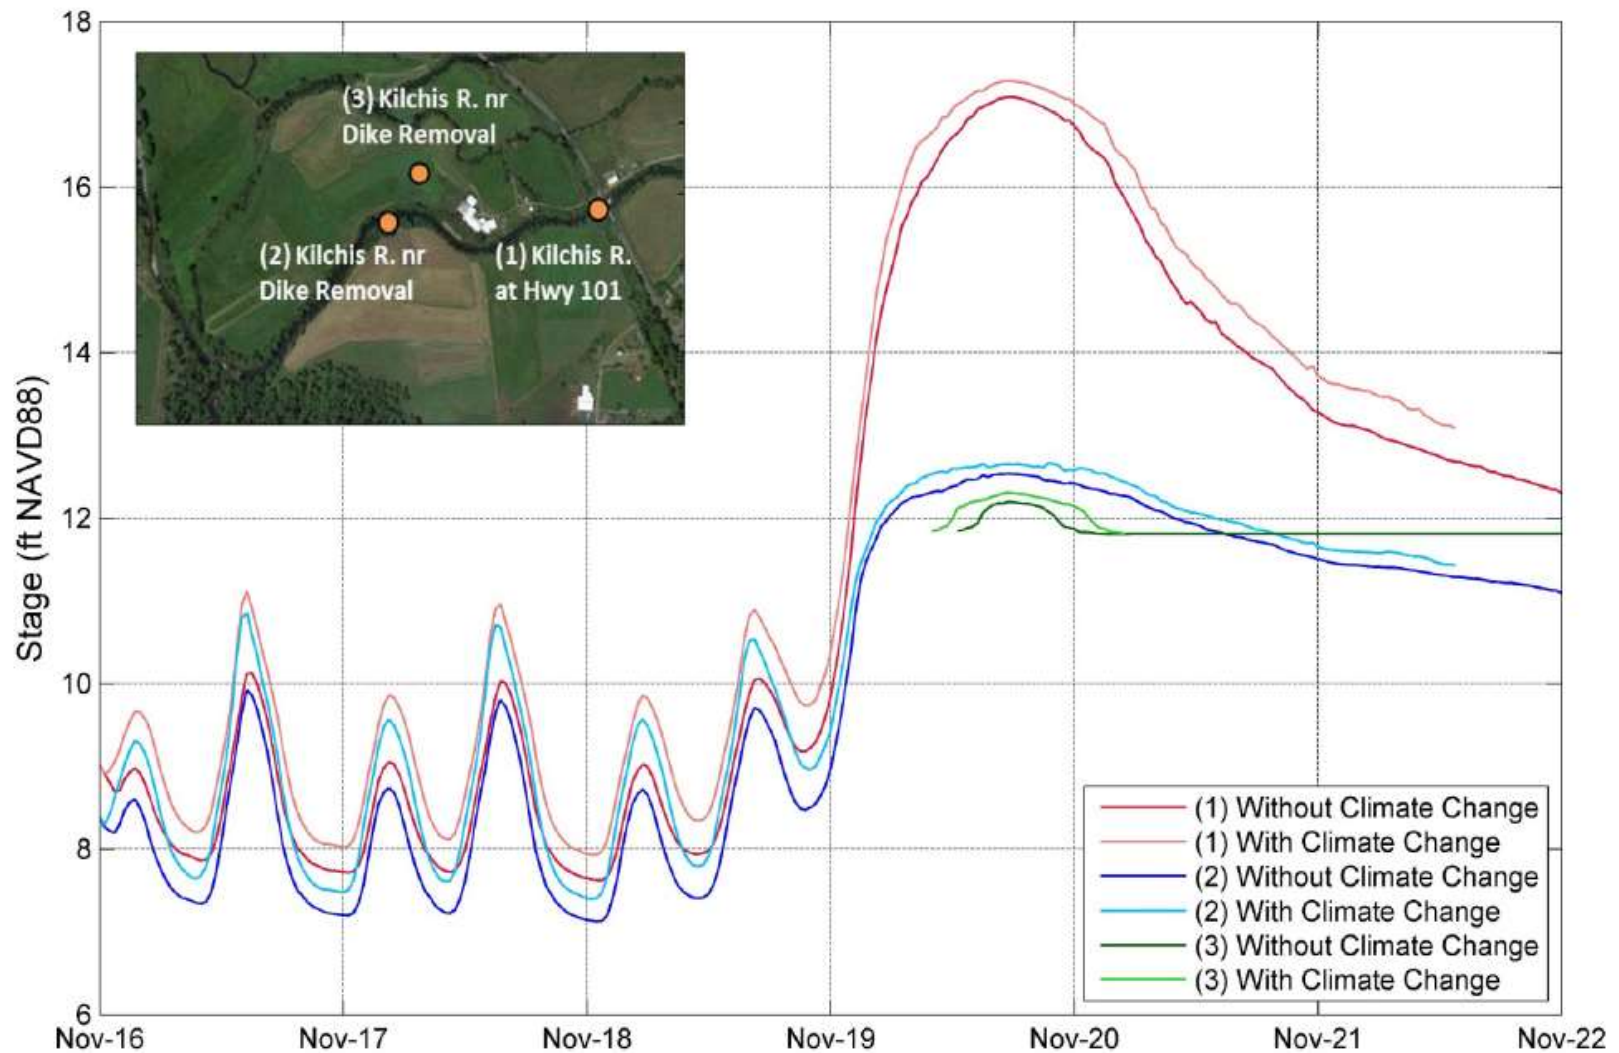 18
(3) Kilchis R. nr
Dike Removal
16
(2) Kilchis R. nr
Dike Removal
(1) Kilchis R.
at Hwy 101
14
Stage (ft NAVD88)
12
10
8
(1) Without Climate Change
(1) With Climate Change
(2) Without Climate Change
(2) With Climate Change
(3) Without Climate Change
(3) With Climate Change
6
Nov-16 Nov-17 Nov-18 Nov-19 Nov-20 Nov-21 Nov-22